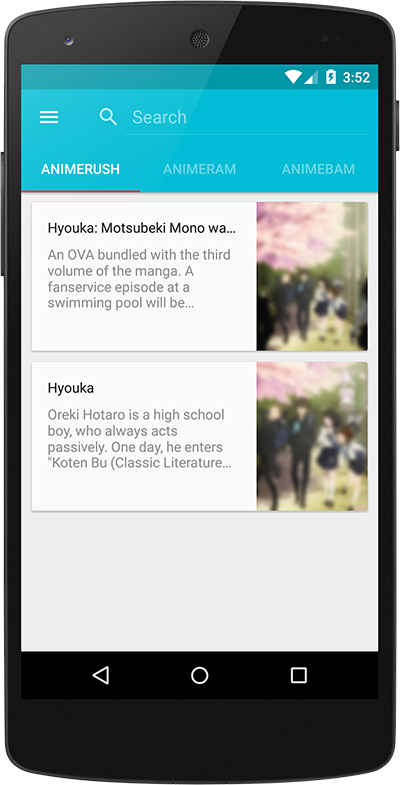 3:52
Search
ANIMERUSH ANIMERAM ANIMEBAM
Hyouka: Motsubeki Mono wa...
An OVA bundled with the third
volume of the manga. A
fanservice episode at a
swimming pool will be...
Hyouka
Oreki Hotaro is a high school
boy, who always acts
passively. One day, he enters
"Koten Bu (Classic Literature...